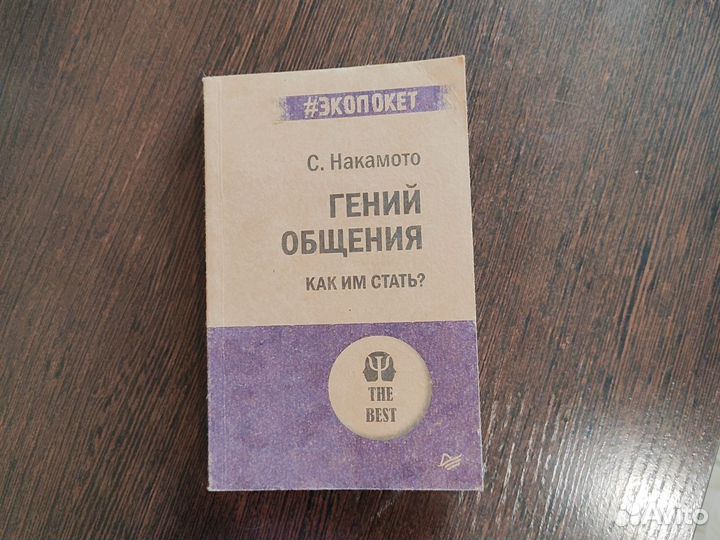 #ЭКОПОКЕТ
С. Накамото
ГЕНИЙ
ОБЩЕНИЯ
КАК ИМ СТАТЬ?
THE
BEST
Avito